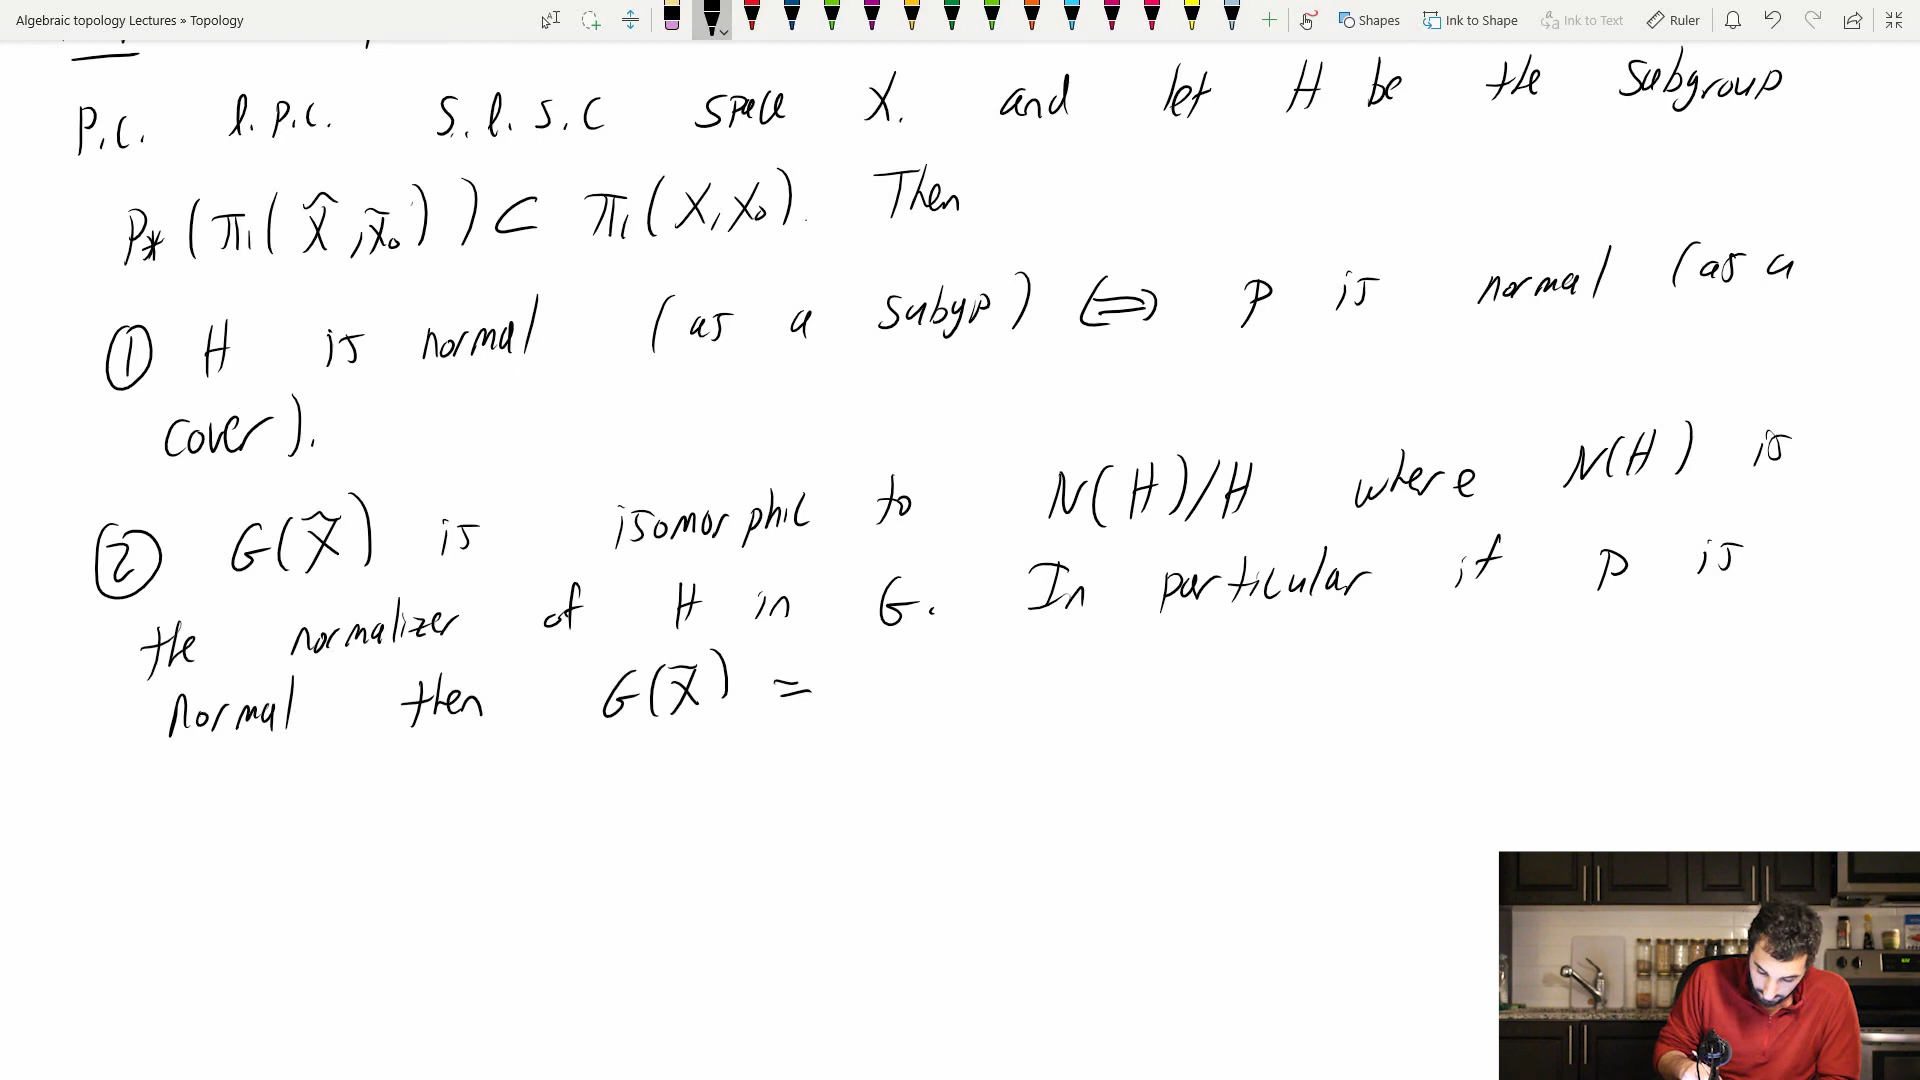 Algebraic topology Lectures » Topology
Shapes
Ink to Shape
Ink to Text
Ruler
P.C. l.p.c. S.l.s.c space X. and let H be the subgroup
P∗(π₁(X̂,x̃₀)) ⊂ π₁(X,x₀). Then
① H is normal (as a subgp) ⟺ p is normal (as a
cover).
② G(X̃) is isomorphic to N(H)/H where N(H) is
the normalizer of H in G. In particular if p is
normal then G(X̃) =